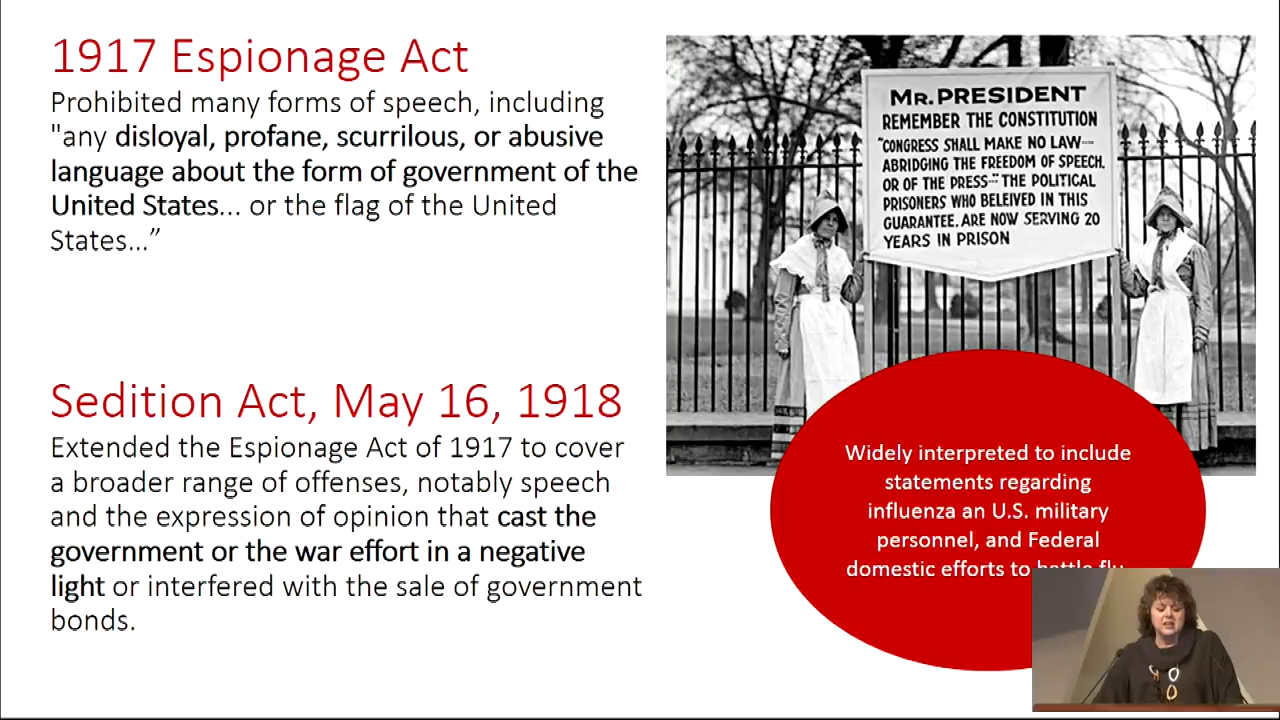 1917 Espionage Act
Prohibited many forms of speech, including
"any disloyal, profane, scurrilous, or abusive
language about the form of government of the
United States... or the flag of the United
States...”
Sedition Act, May 16, 1918
Extended the Espionage Act of 1917 to cover
a broader range of offenses, notably speech
and the expression of opinion that cast the
government or the war effort in a negative
light or interfered with the sale of government
bonds.
MR. PRESIDENT
REMEMBER THE CONSTITUTION
"CONGRESS SHALL MAKE NO LAW---
ABRIDGING THE FREEDOM OF SPEECH,
OR OF THE PRESS---" THE POLITICAL
PRISONERS WHO BELEIVED IN THIS
GUARANTEE, ARE NOW SERVING 20
YEARS IN PRISON
Widely interpreted to include
statements regarding
influenza an U.S. military
personnel, and Federal
domestic efforts to battle flu